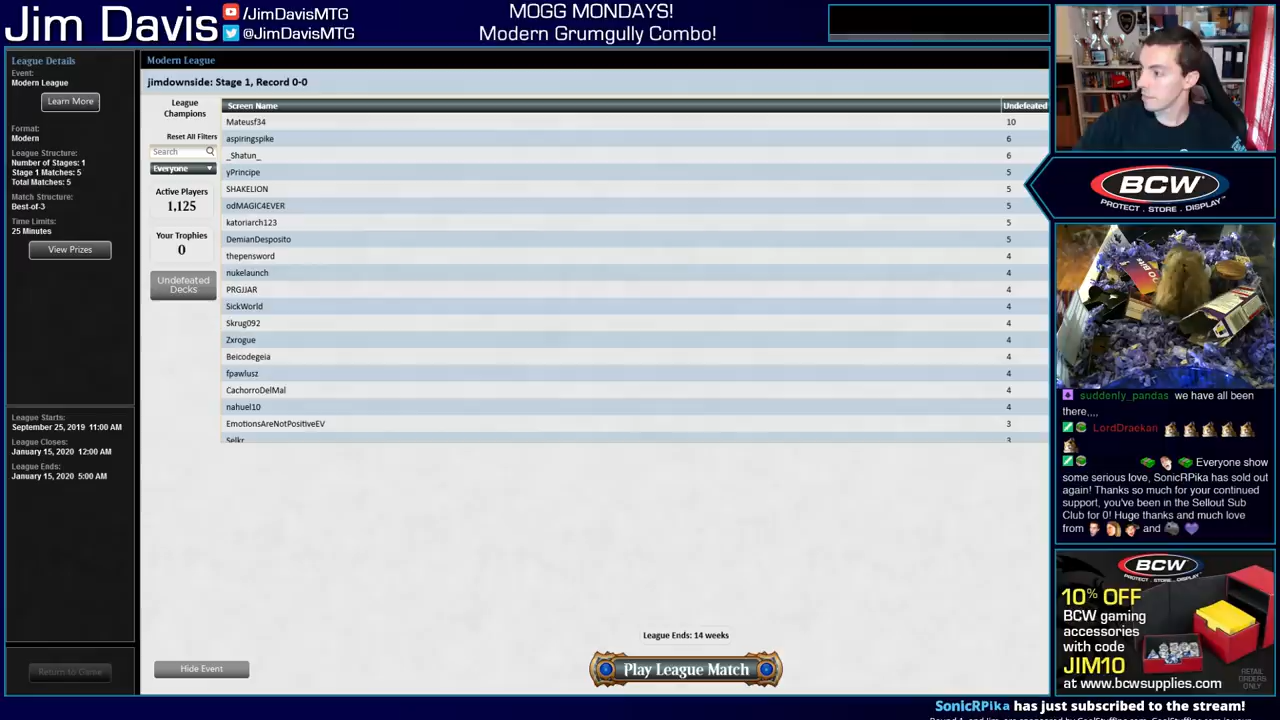 Jim Davis
/JimDavisMTG
@JimDavisMTG
MOGG MONDAYS!
Modern Grumgully Combo!
League Details
Event:
Modern League
Learn More
Format:
Modern
League Structure:
Number of Stages: 1
Stage 1 Matches: 5
Total Matches: 5
Match Structure:
Best-of-3
Time Limits:
25 Minutes
View Prizes
League Starts:
September 25, 2019 11:00 AM
League Closes:
January 15, 2020 12:00 AM
League Ends:
January 15, 2020 5:00 AM
Return to Game
Modern League
jimdownside: Stage 1, Record 0-0
League
Champions
Reset All Filters
Search
Everyone
Active Players
1,125
Your Trophies
0
Undefeated
Decks
Screen Name Undefeated
Mateusf34 10
aspiringspike 6
_Shatun_ 6
yPrincipe 5
SHAKELION 5
odMAGIC4EVER 5
katoriarch123 5
DemianDesposito 5
thepensword 4
nukelaunch 4
PRGJJAR 4
SickWorld 4
Skrug092 4
Zxrogue 4
Beicodegeia 4
fpawlusz 4
CachorroDelMal 4
nahuel10 4
EmotionsAreNotPositiveEV 3
Selkr 3
League Ends: 14 weeks
Hide Event
Play League Match
BCW
PROTECT. STORE. DISPLAY.
suddenly_pandas we have all been
there,,,,
LordDraekan
Everyone show
some serious love, SonicRPika has sold out
again! Thanks so much for your continued
support, you've been in the Sellout Sub
Club for 0! Huge thanks and much love
from and
BCW
PROTECT. STORE. DISPLAY.
10% OFF
BCW gaming
accessories
with code
JIM10
at www.bcwsupplies.com
RETAIL
ORDERS
ONLY
SonicRPika has just subscribed to the stream!